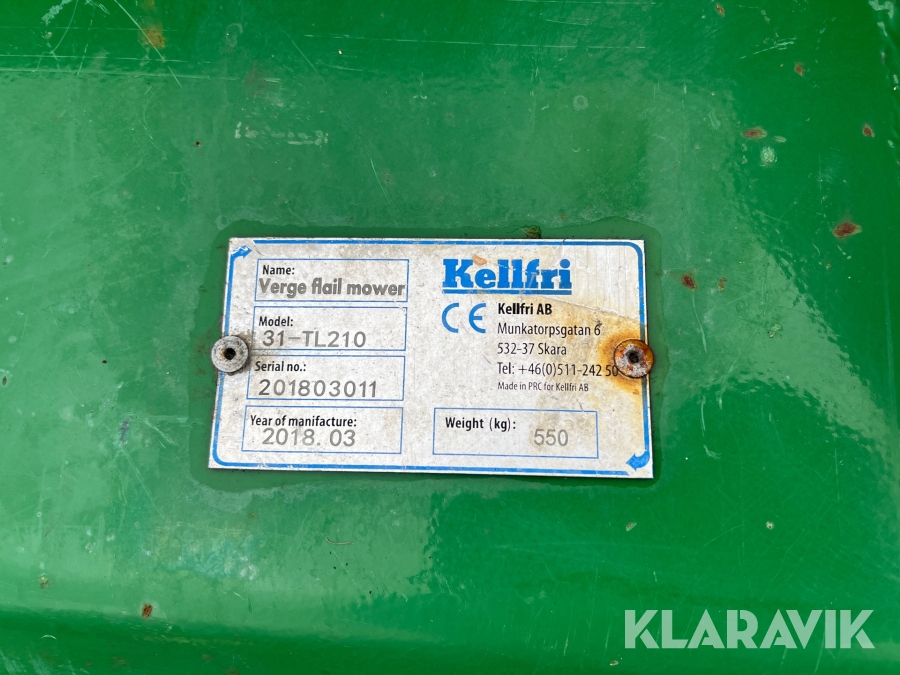 Name:
Verge flail mower
Model:
31-TL210
Serial no.:
201803011
Year of manifacture:
2018.03
Kellfri
CE
Kellfri AB
Munkatorpsgatan 6
532-37 Skara
Tel: +46(0)511-242 50
Made in PRC for Kellfri AB
Weight (kg): 550
KLARAVIK